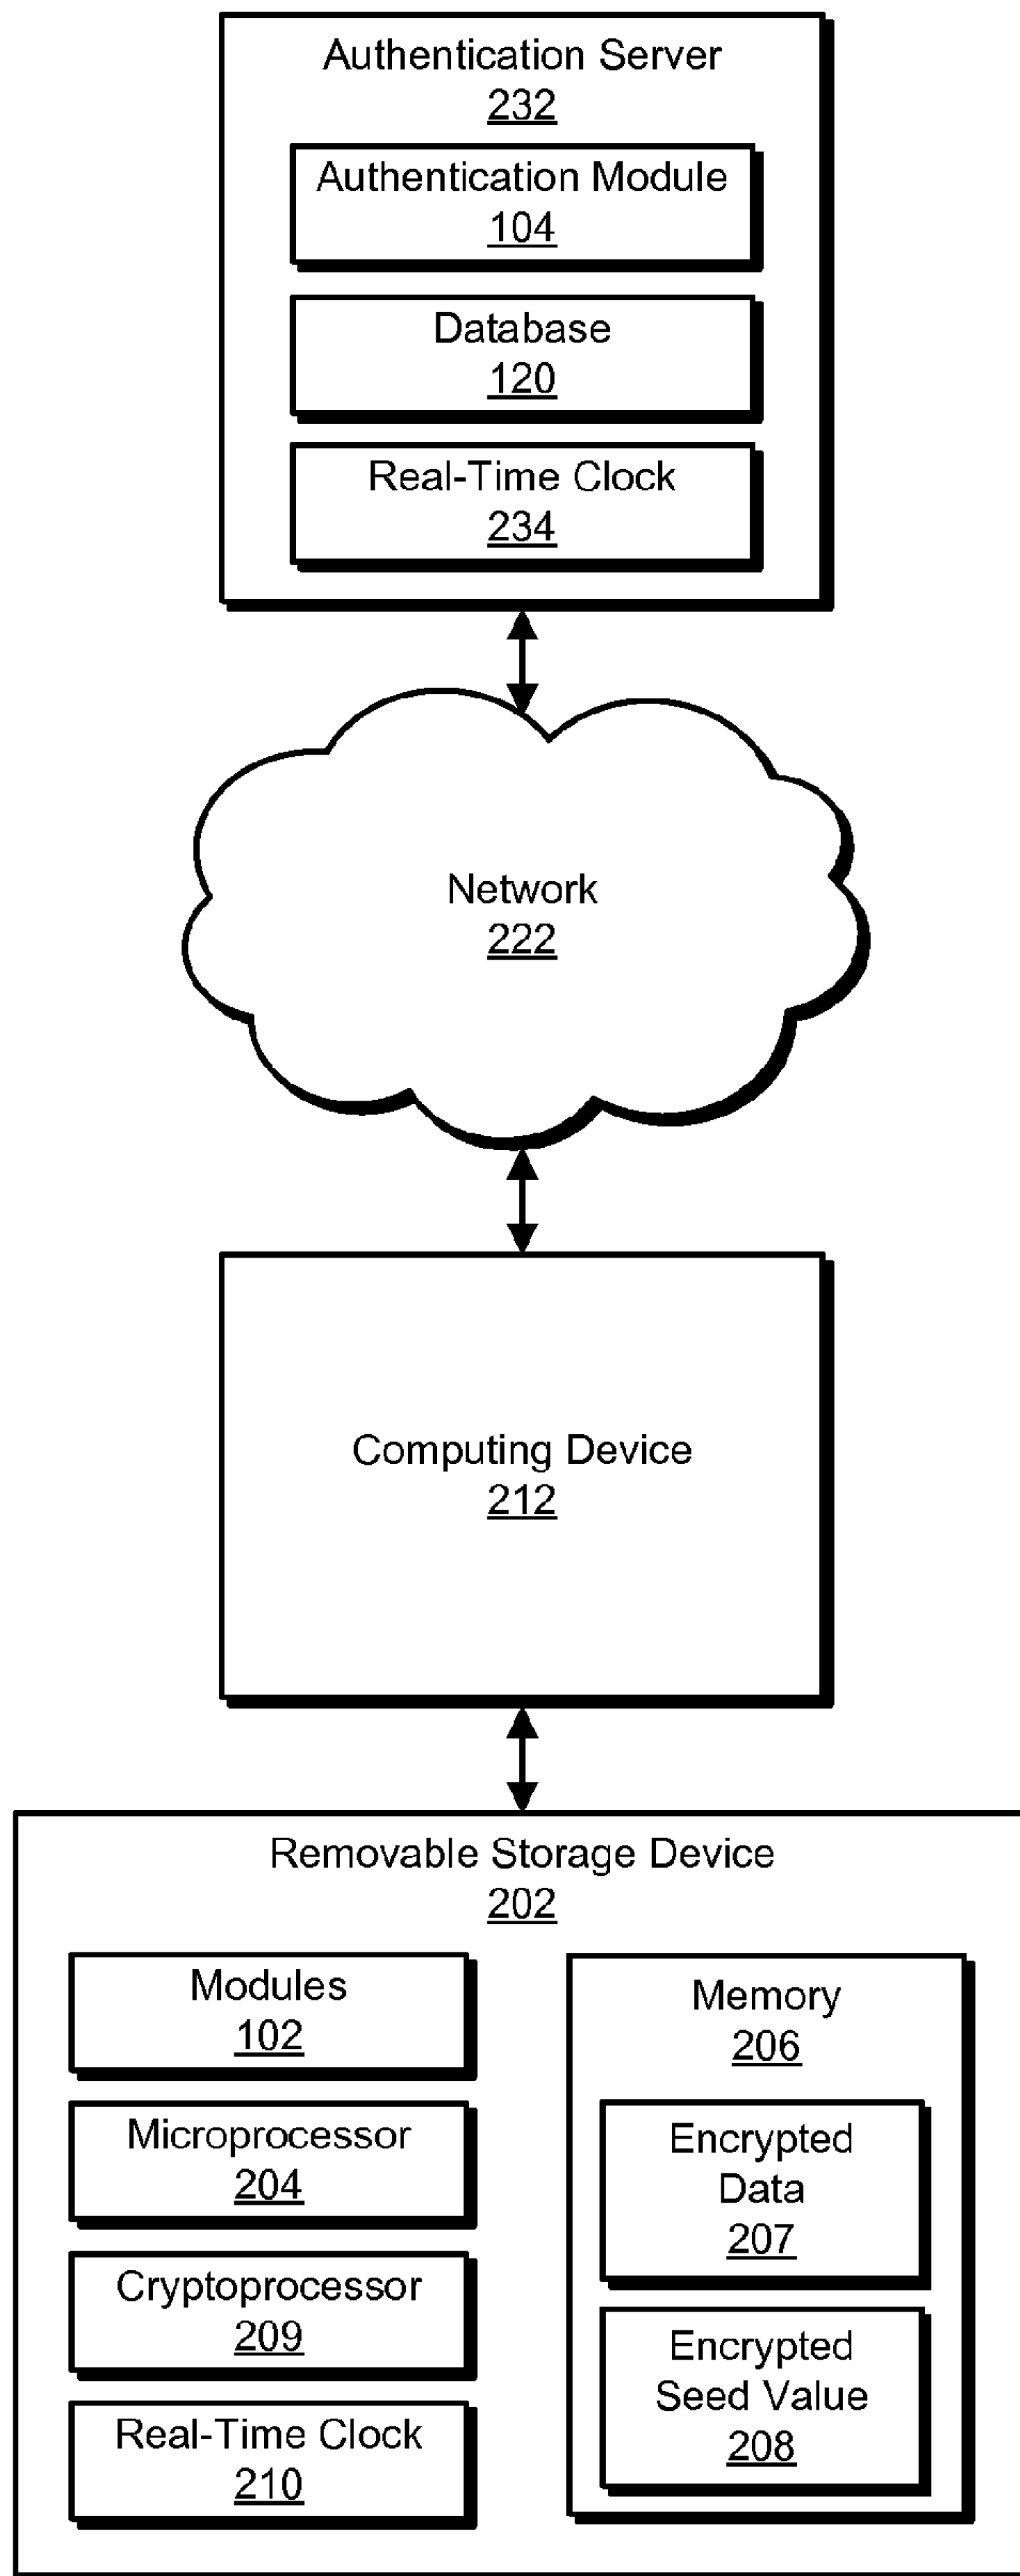 Authentication Server
232
Authentication Module
104
Database
120
Real-Time Clock
234
Network
222
Computing Device
212
Removable Storage Device
202
Modules
102
Microprocessor
204
Cryptoprocessor
209
Real-Time Clock
210
Memory
206
Encrypted
Data
207
Encrypted
Seed Value
208